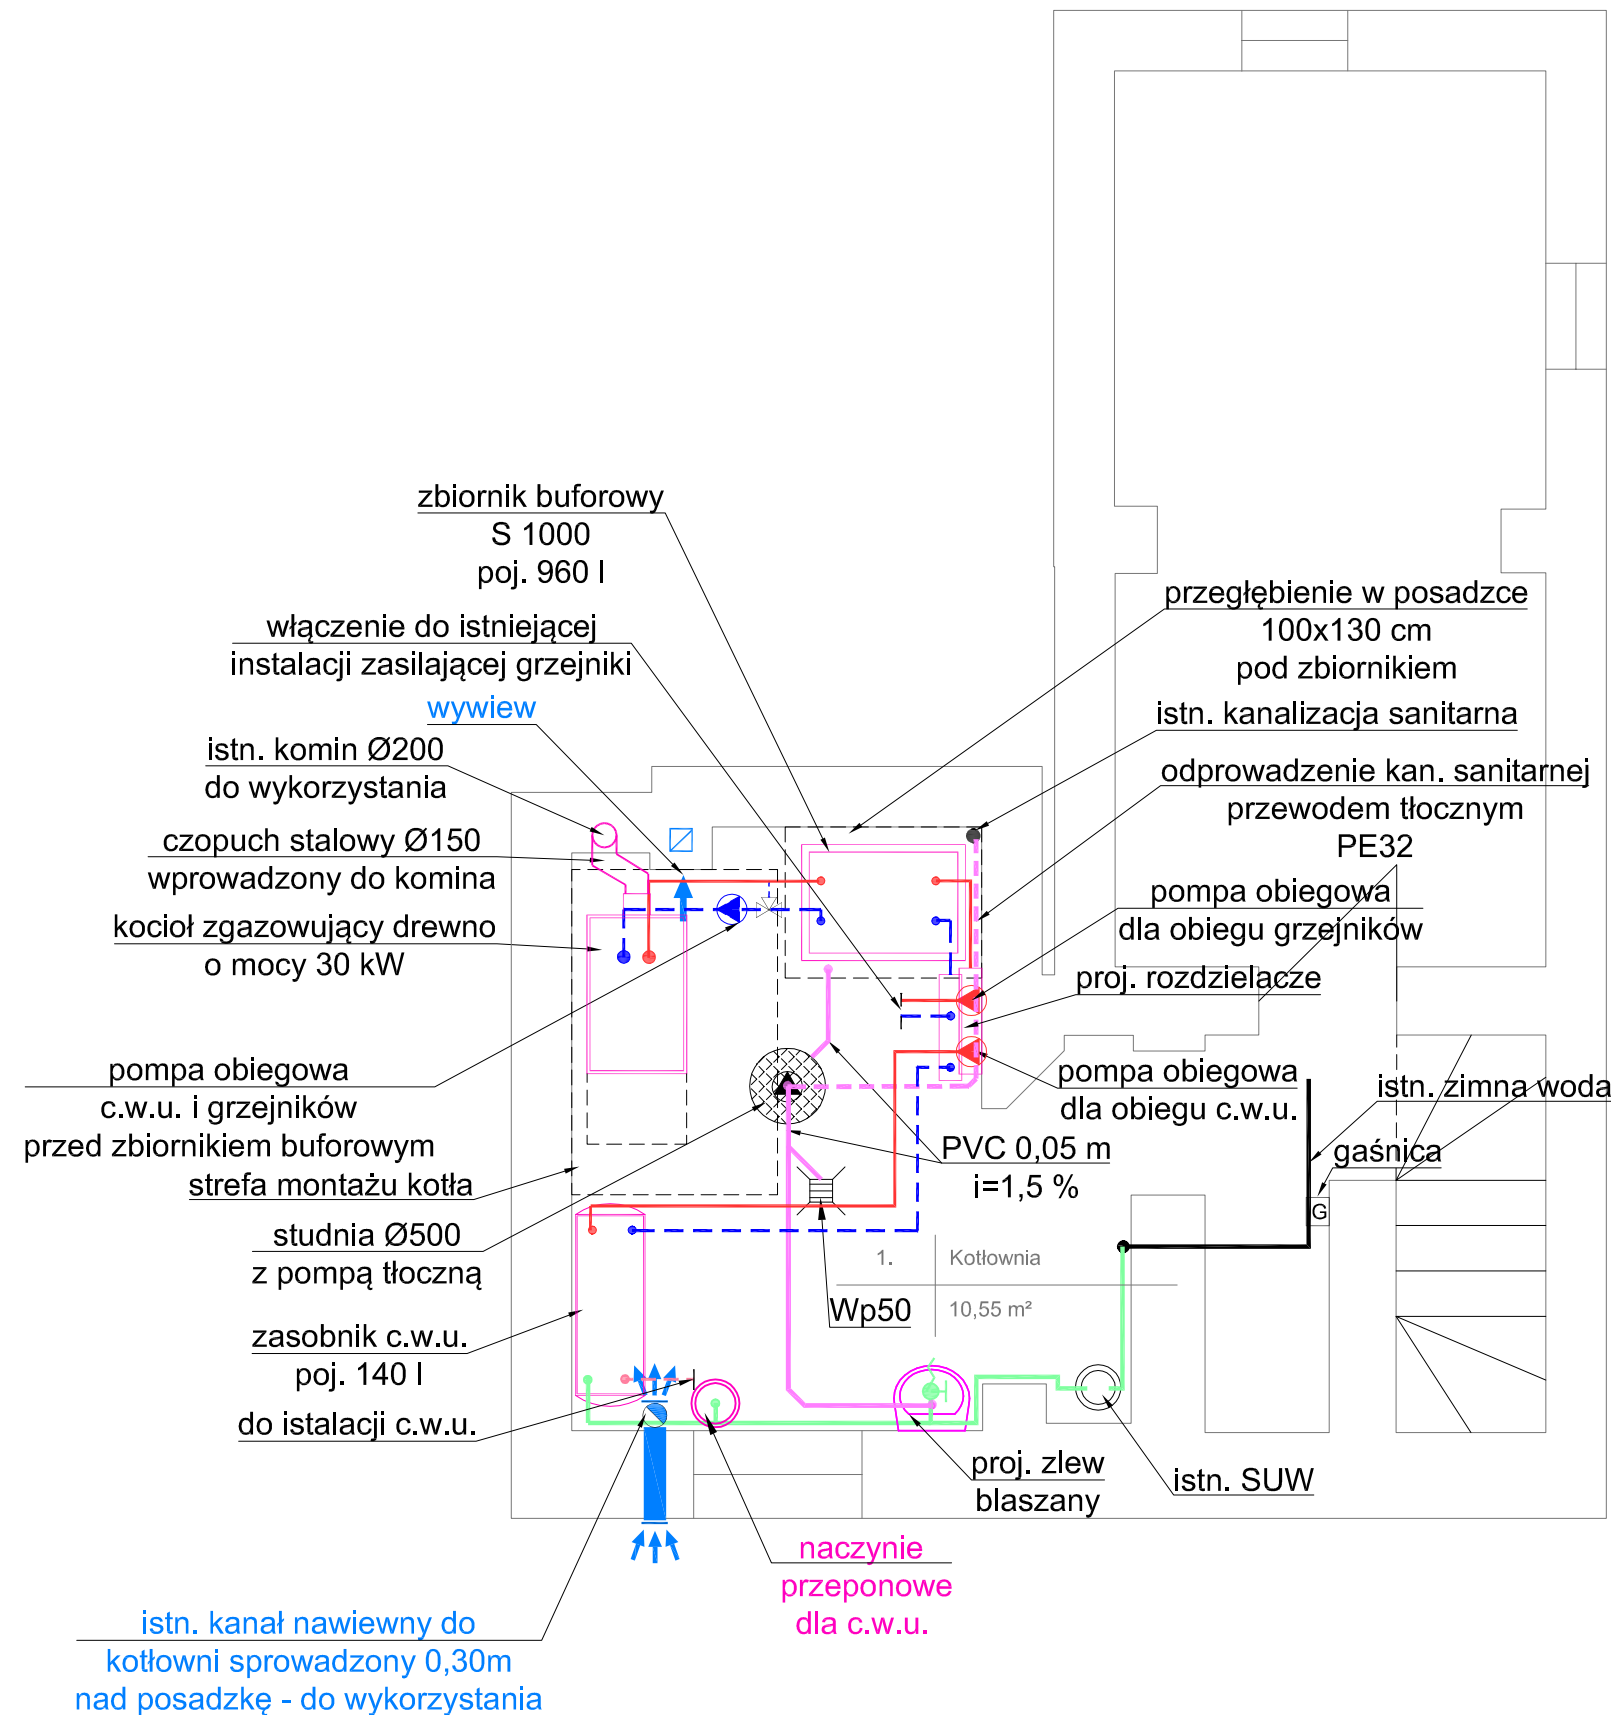 zbiornik buforowy
S 1000
poj. 960 l
włączenie do istniejącej
instalacji zasilającej grzejniki
wywiew
istn. komin Ø200
do wykorzystania
czopuch stalowy Ø150
wprowadzony do komina
kocioł zgazowujący drewno
o mocy 30 kW
pompa obiegowa
c.w.u. i grzejników
przed zbiornikiem buforowym
strefa montażu kotła
studnia Ø500
z pompą tłoczną
zasobnik c.w.u.
poj. 140 l
do istalacji c.w.u.
istn. kanał nawiewny do
kotłowni sprowadzony 0,30m
nad posadzkę - do wykorzystania
przegłębienie w posadzce
100x130 cm
pod zbiornikiem
istn. kanalizacja sanitarna
odprowadzenie kan. sanitarnej
przewodem tłocznym
PE32
pompa obiegowa
dla obiegu grzejników
proj. rozdzielacze
pompa obiegowa
dla obiegu c.w.u.
istn. zimna woda
gaśnica
G
PVC 0,05 m
i=1,5 %
1.
Kotłownia
10,55 m²
Wp50
proj. zlew
blaszany
istn. SUW
naczynie
przeponowe
dla c.w.u.